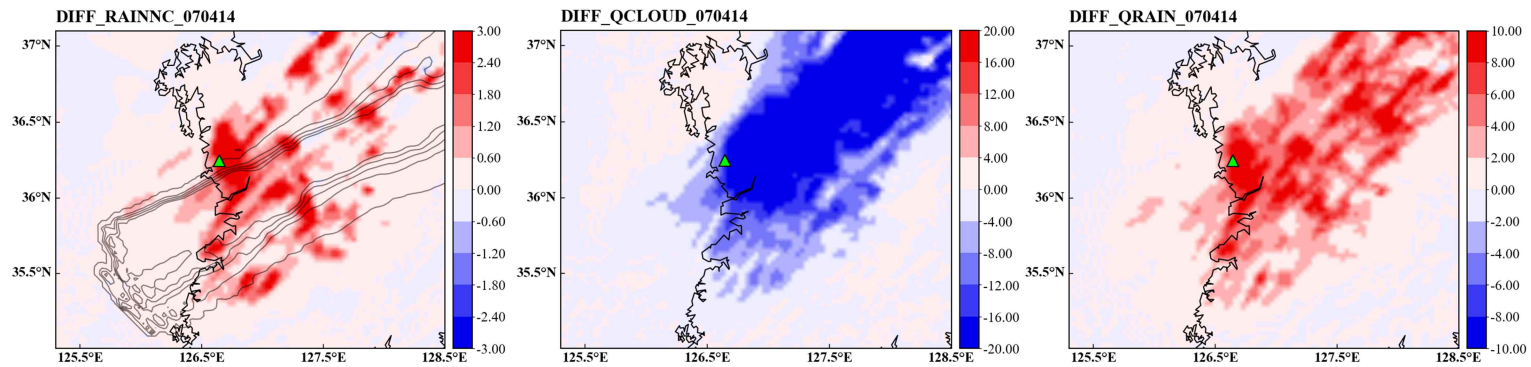 DIFF_RAINNC_070414
37°N
36.5°N
36°N
35.5°N
125.5°E 126.5°E 127.5°E 128.5°E
3.00
2.40
1.80
1.20
0.60
0.00
-0.60
-1.20
-1.80
-2.40
-3.00
DIFF_QCLOUD_070414
37°N
36.5°N
36°N
35.5°N
125.5°E 126.5°E 127.5°E 128.5°E
20.00
16.00
12.00
8.00
4.00
0.00
-4.00
-8.00
-12.00
-16.00
-20.00
DIFF_QRAIN_070414
37°N
36.5°N
36°N
35.5°N
125.5°E 126.5°E 127.5°E 128.5°E
10.00
8.00
6.00
4.00
2.00
0.00
-2.00
-4.00
-6.00
-8.00
-10.00